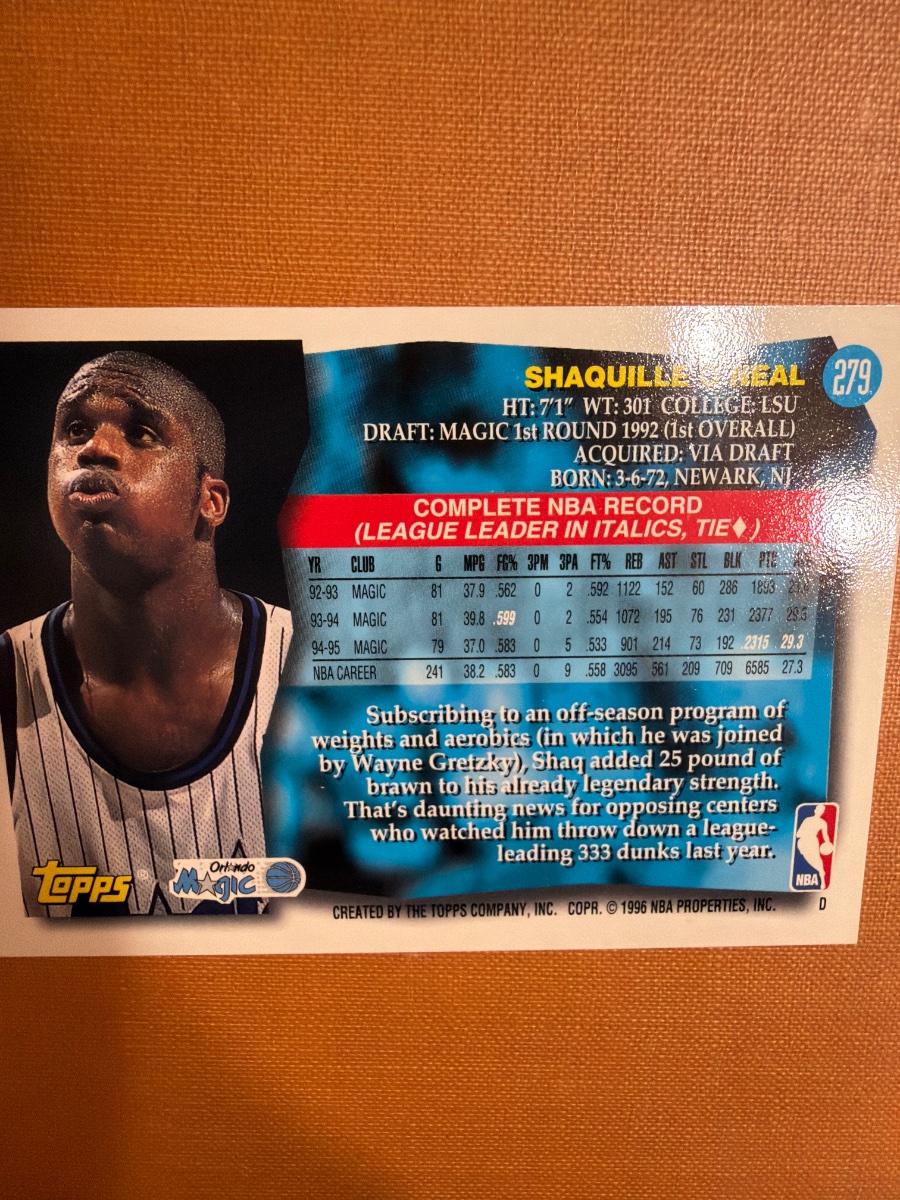 SHAQUILLE O'NEAL
279
HT: 7'1" WT: 301 COLLEGE: LSU
DRAFT: MAGIC 1st ROUND 1992 (1st OVERALL)
ACQUIRED: VIA DRAFT
BORN: 3-6-72, NEWARK, NJ
COMPLETE NBA RECORD
(LEAGUE LEADER IN ITALICS, TIE♦)
YR CLUB G MPG FG% 3PM 3PA FT% REB AST STL BLK PTS
92-93 MAGIC 81 37.9 .562 0 2 .592 1122 152 60 286 1893
93-94 MAGIC 81 39.8 .599 0 2 .554 1072 195 76 231 2377 29.3
94-95 MAGIC 79 37.0 .583 0 5 .533 901 214 73 192 .2315 29.3
NBA CAREER 241 38.2 .583 0 9 .558 3095 561 209 709 6585 27.3
Subscribing to an off-season program of
weights and aerobics (in which he was joined
by Wayne Gretzky), Shaq added 25 pound of
brawn to his already legendary strength.
That's daunting news for opposing centers
who watched him throw down a league-
leading 333 dunks last year.
TOPPS®
Orlando
Magic
NBA
CREATED BY THE TOPPS COMPANY, INC. COPR. © 1996 NBA PROPERTIES, INC. D